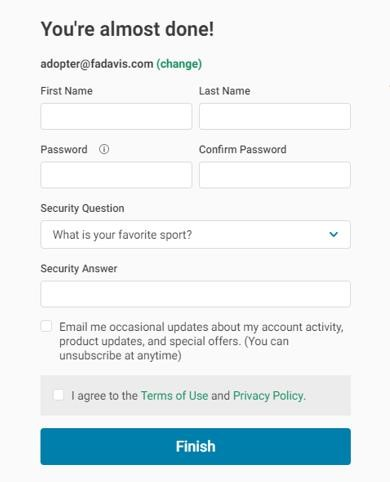 You're almost done!
adopter@fadavis.com (change)
First Name
Last Name
Password
Confirm Password
Security Question
What is your favorite sport?
Security Answer
Email me occasional updates about my account activity,
product updates, and special offers. (You can
unsubscribe at anytime)
I agree to the Terms of Use and Privacy Policy.
Finish